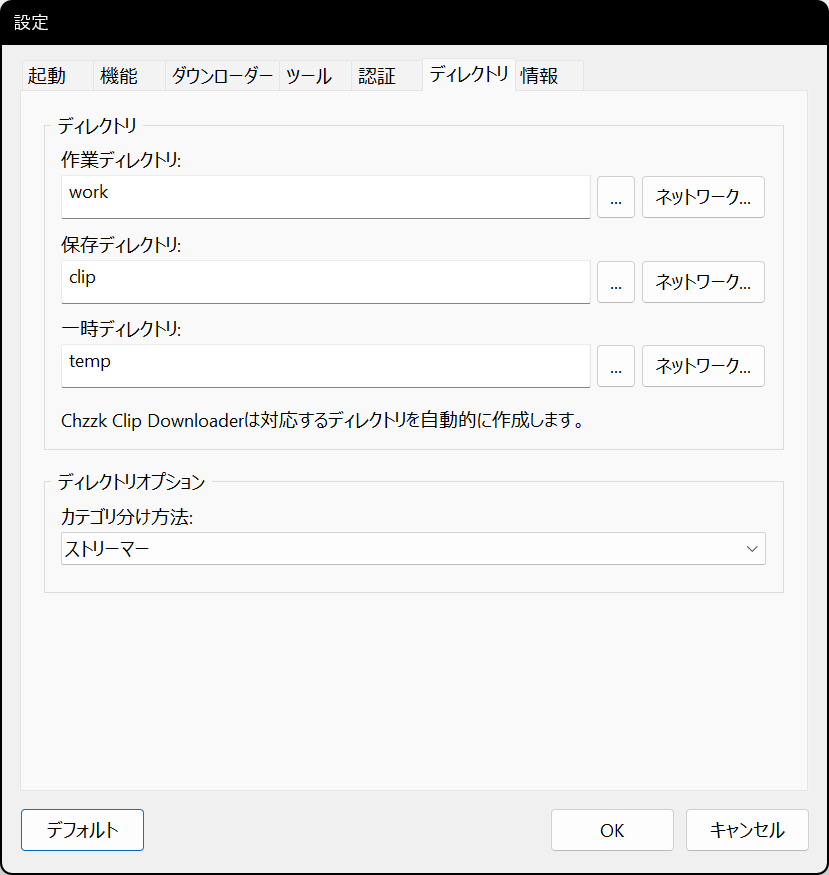 設定
起動 機能 ダウンローダー ツール 認証 ディレクトリ 情報
ディレクトリ
作業ディレクトリ:
work ... ネットワーク...
保存ディレクトリ:
clip ... ネットワーク...
一時ディレクトリ:
temp ... ネットワーク...
Chzzk Clip Downloaderは対応するディレクトリを自動的に作成します。
ディレクトリオプション
カテゴリ分け方法:
ストリーマー
デフォルト OK キャンセル